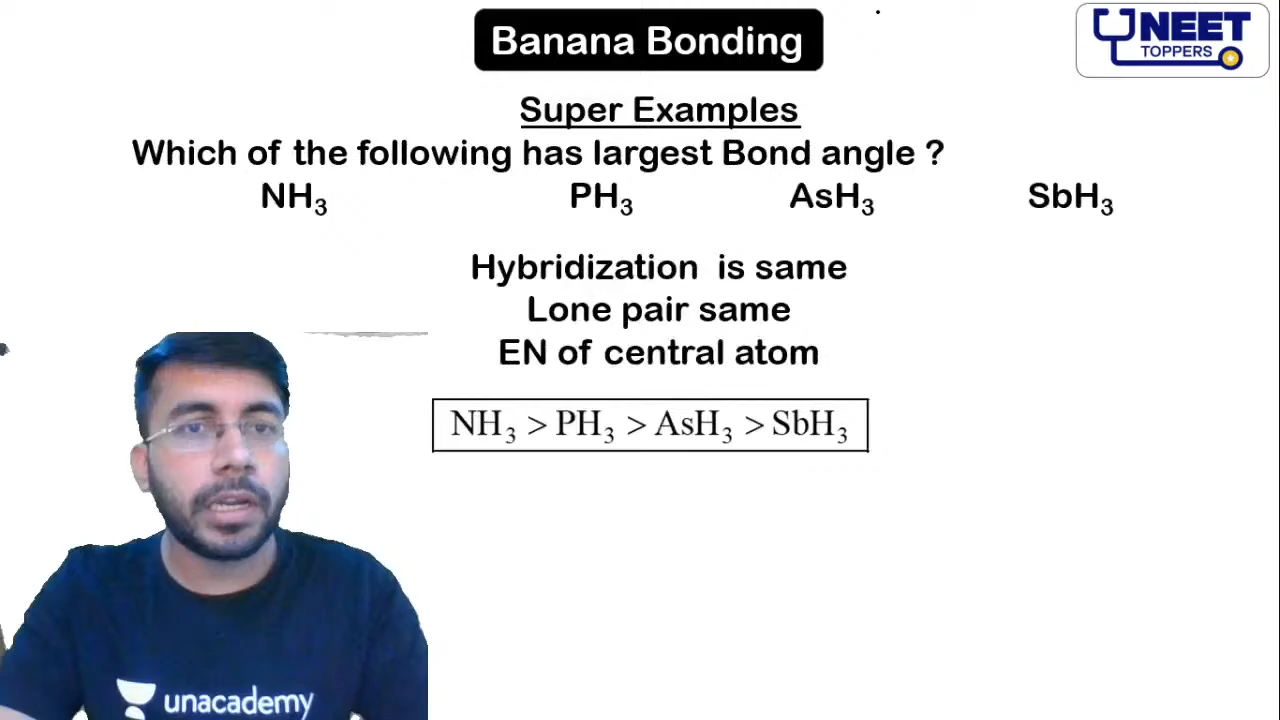 Banana Bonding
NEET
TOPPERS
Super Examples
Which of the following has largest Bond angle ?
NH₃ PH₃ AsH₃ SbH₃
Hybridization is same
Lone pair same
EN of central atom
NH₃ > PH₃ > AsH₃ > SbH₃
unacademy